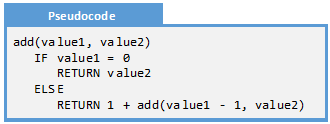 Pseudocode
add(value1, value2)
IF value1 = 0
RETURN value2
ELSE
RETURN 1 + add(value1 - 1, value2)